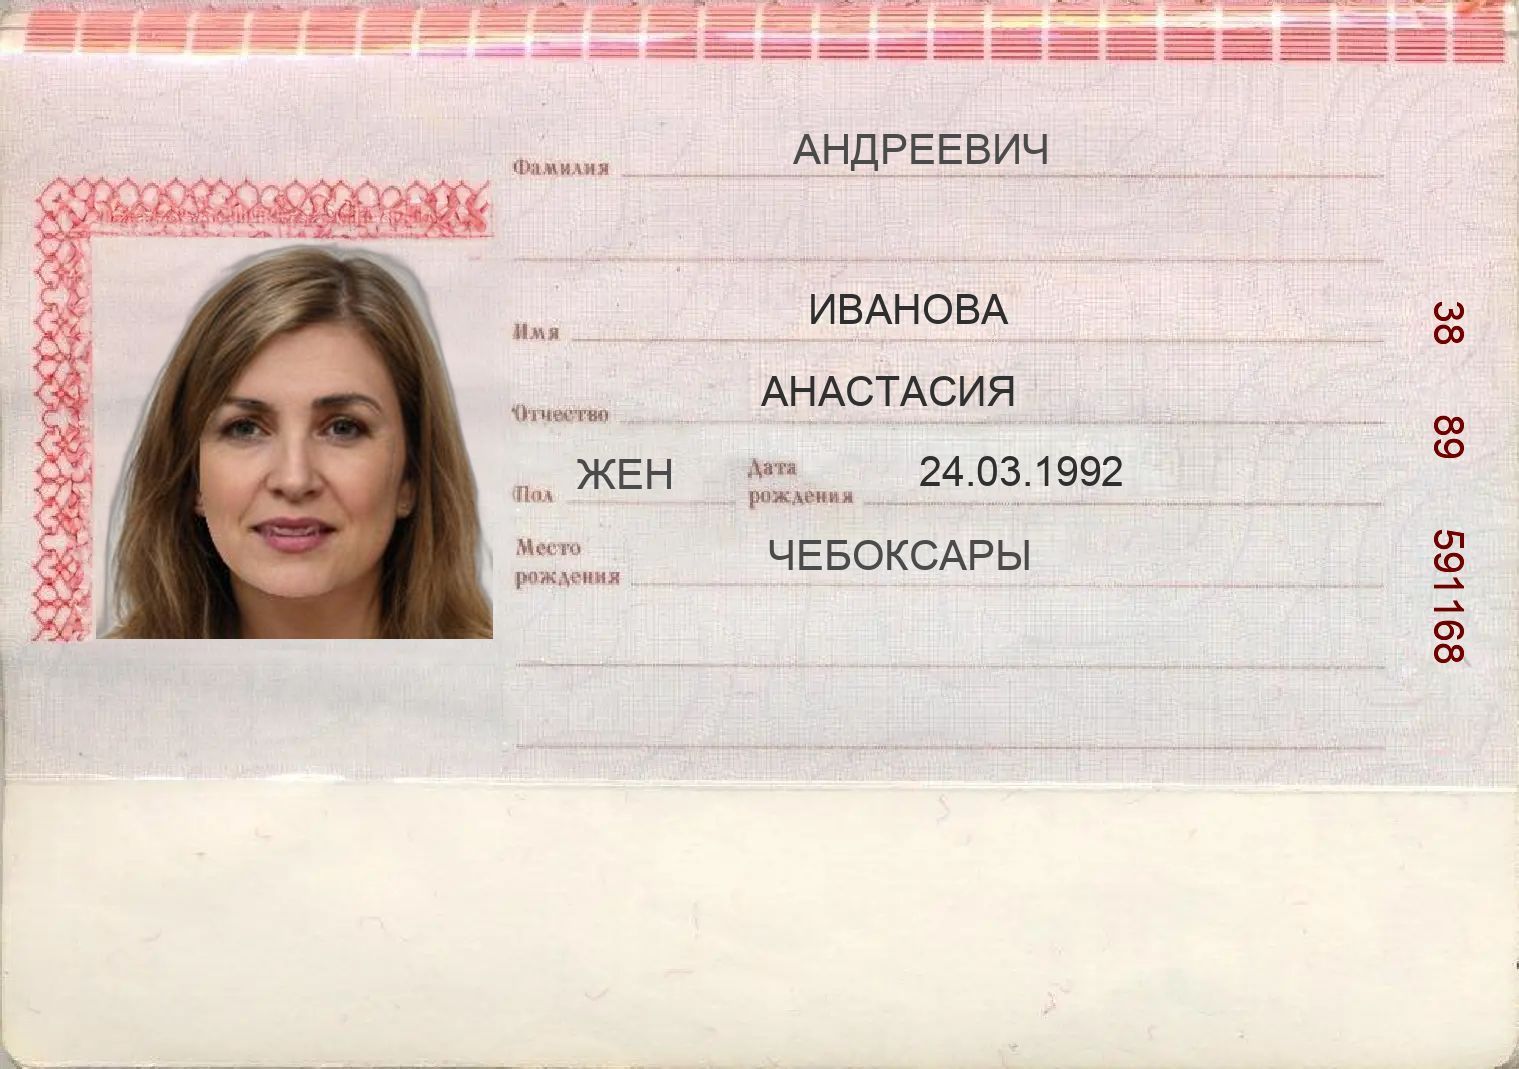 Фамилия АНДРЕЕВИЧ
Имя ИВАНОВА
Отчество АНАСТАСИЯ
Пол ЖЕН Дата рождения 24.03.1992
Место рождения ЧЕБОКСАРЫ
38 89 591168